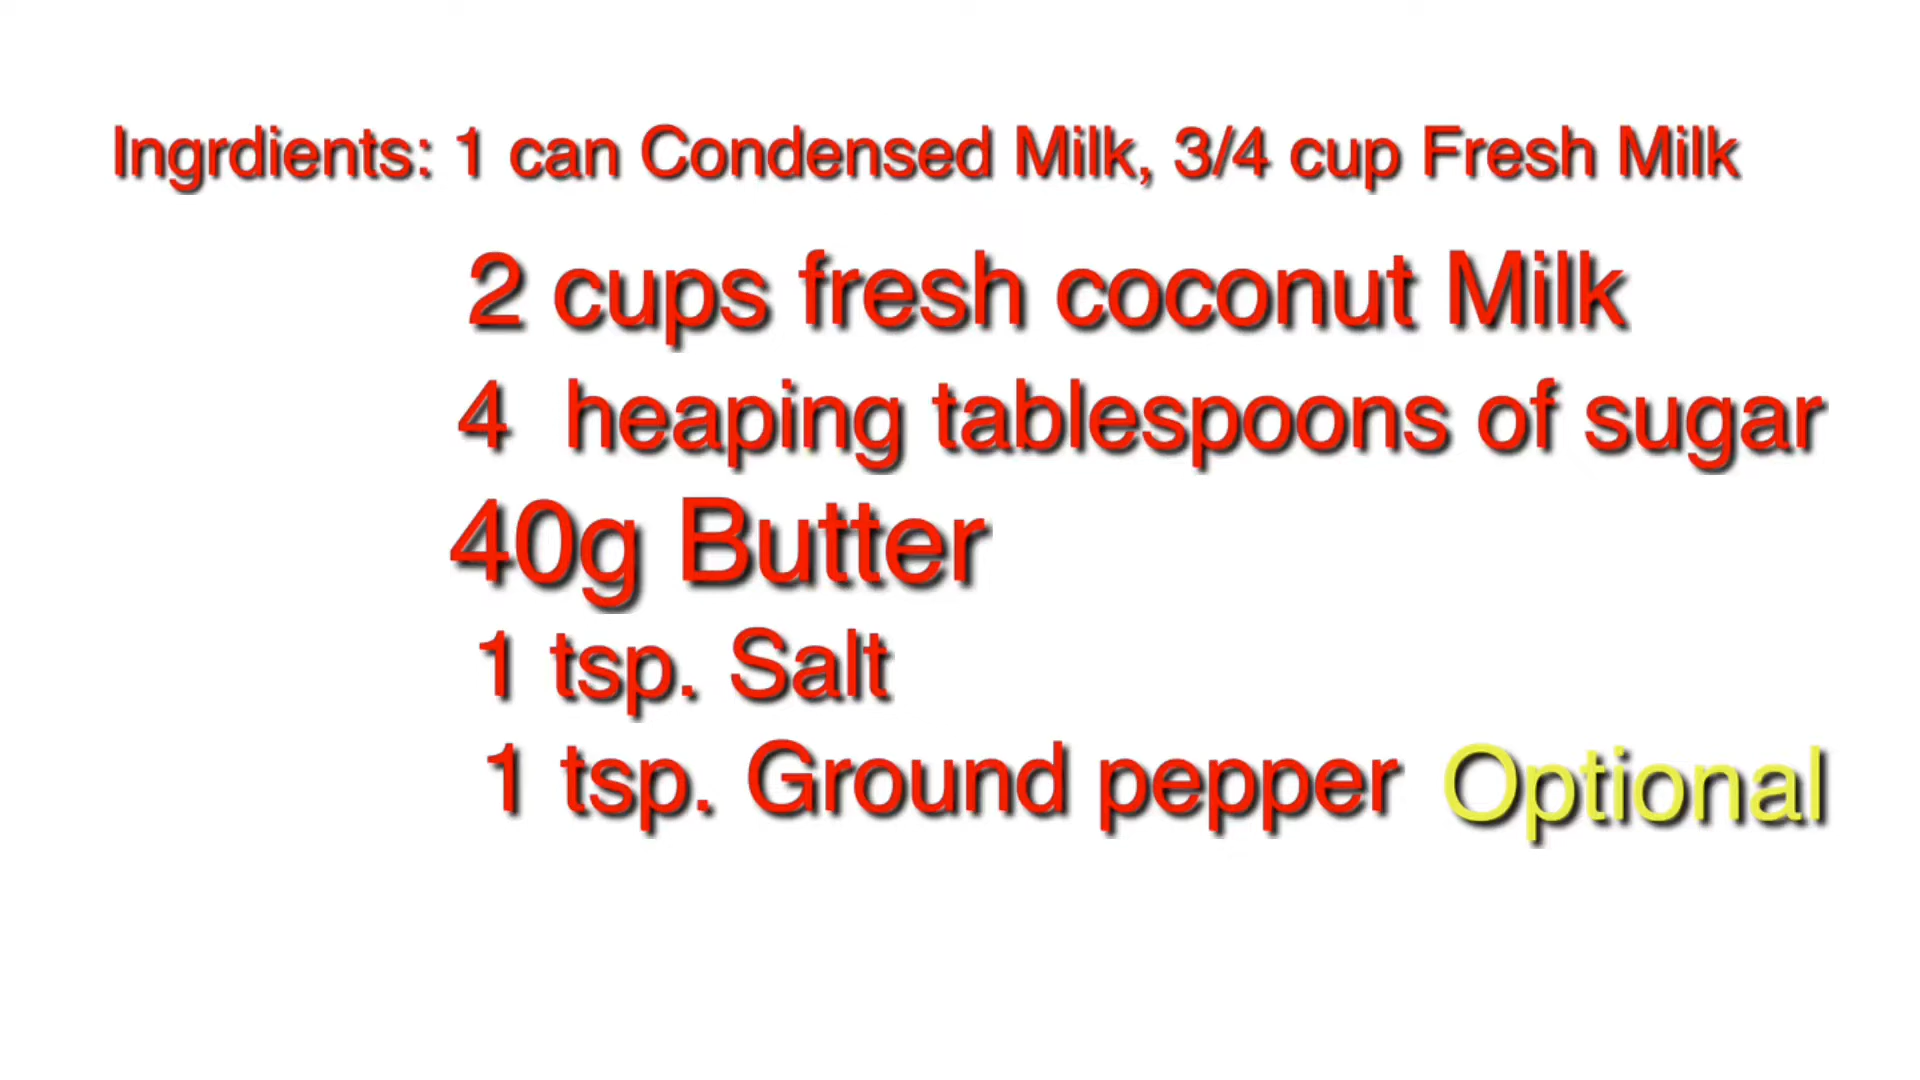 Ingrdients: 1 can Condensed Milk, 3/4 cup Fresh Milk
2 cups fresh coconut Milk
4 heaping tablespoons of sugar
40g Butter
1 tsp. Salt
1 tsp. Ground pepper Optional